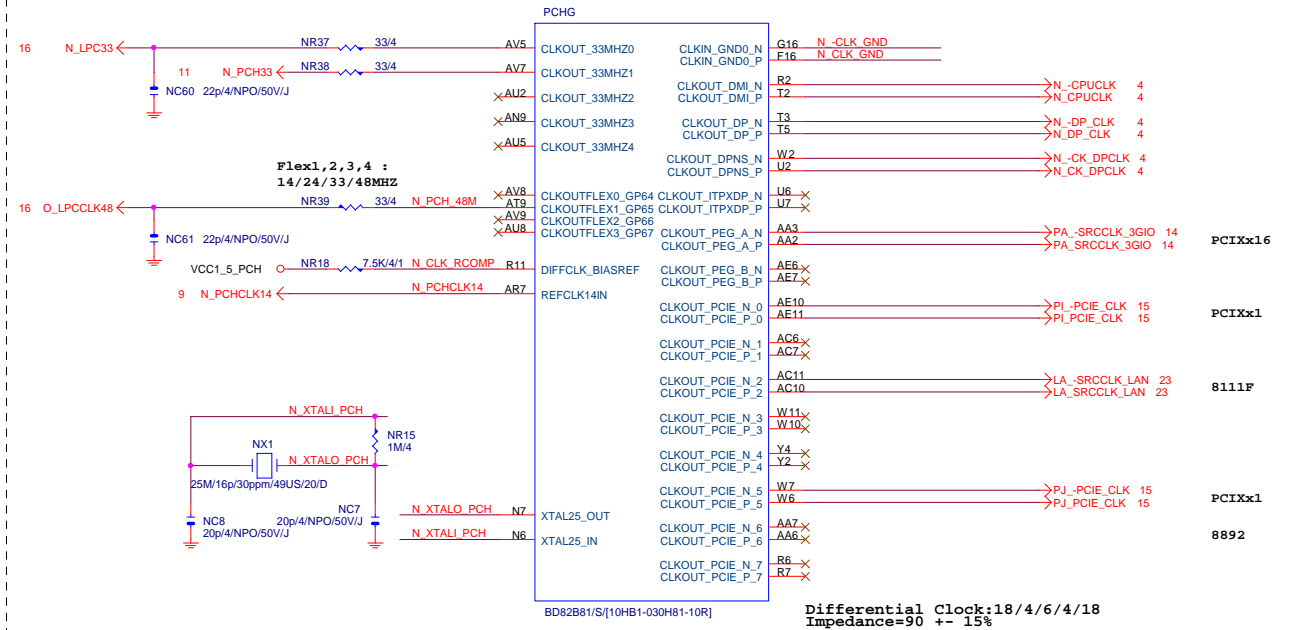 PCHG
16 N_LPC33 NR37 33/4 AV5 CLKOUT_33MHZ0
11 N_PCH33 NR38 33/4 AV7 CLKOUT_33MHZ1
NC60 22p/4/NPO/50V/J
AU2 CLKOUT_33MHZ2
AN9 CLKOUT_33MHZ3
AU5 CLKOUT_33MHZ4
Flex1,2,3,4 :
14/24/33/48MHZ
AV8 CLKOUTFLEX0_GP64
16 O_LPCCLK48 NR39 33/4 N_PCH_48M AT9 CLKOUTFLEX1_GP65
AV9 CLKOUTFLEX2_GP66
AU8 CLKOUTFLEX3_GP67
NC61 22p/4/NPO/50V/J
VCC1_5_PCH NR18 7.5K/4/1 N_CLK_RCOMP R11 DIFFCLK_BIASREF
9 N_PCHCLK14 N_PCHCLK14 AR7 REFCLK14IN
N_XTALI_PCH
NR15
1M/4
NX1
N_XTALO_PCH
25M/16p/30ppm/49US/20/D
NC8
20p/4/NPO/50V/J
NC7
20p/4/NPO/50V/J
N_XTALO_PCH N7 XTAL25_OUT
N_XTALI_PCH N6 XTAL25_IN
CLKIN_GND0_N G16 N_-CLK_GND
CLKIN_GND0_P F16 N_CLK_GND
CLKOUT_DMI_N R2 N_-CPUCLK 4
CLKOUT_DMI_P T2 N_CPUCLK 4
CLKOUT_DP_N T3 N_-DP_CLK 4
CLKOUT_DP_P T5 N_DP_CLK 4
CLKOUT_DPNS_N W2 N_-CK_DPCLK 4
CLKOUT_DPNS_P U2 N_CK_DPCLK 4
CLKOUT_ITPXDP_N U6
CLKOUT_ITPXDP_P U7
CLKOUT_PEG_A_N AA3 PA_-SRCCLK_3GIO 14
CLKOUT_PEG_A_P AA2 PA_SRCCLK_3GIO 14
PCIXx16
CLKOUT_PEG_B_N AE6
CLKOUT_PEG_B_P AE7
CLKOUT_PCIE_N_0 AE10 PI_-PCIE_CLK 15
CLKOUT_PCIE_P_0 AE11 PI_PCIE_CLK 15
PCIXx1
CLKOUT_PCIE_N_1 AC6
CLKOUT_PCIE_P_1 AC7
CLKOUT_PCIE_N_2 AC11 LA_-SRCCLK_LAN 23
CLKOUT_PCIE_P_2 AC10 LA_SRCCLK_LAN 23
8111F
CLKOUT_PCIE_N_3 W11
CLKOUT_PCIE_P_3 W10
CLKOUT_PCIE_N_4 Y4
CLKOUT_PCIE_P_4 Y2
CLKOUT_PCIE_N_5 W7 PJ_-PCIE_CLK 15
CLKOUT_PCIE_P_5 W6 PJ_PCIE_CLK 15
PCIXx1
CLKOUT_PCIE_N_6 AA7
CLKOUT_PCIE_P_6 AA6
8892
CLKOUT_PCIE_N_7 R6
CLKOUT_PCIE_P_7 R7
BD82B81/S/[10HB1-030H81-10R]
Differential Clock:18/4/6/4/18
Impedance=90 +- 15%